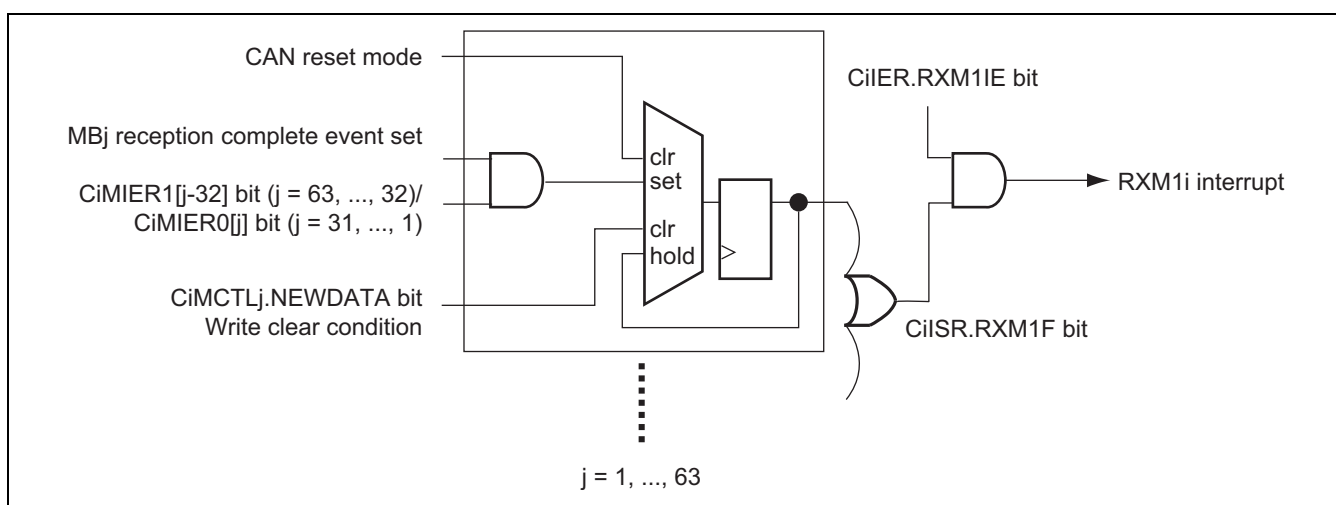 CAN reset mode
CiIER.RXM1IE bit
MBj reception complete event set
clr
set
RXM1i interrupt
CiMIER1[j-32] bit (j = 63, ..., 32)/
CiMIER0[j] bit (j = 31, ..., 1)
clr
hold
CiMCTLj.NEWDATA bit
Write clear condition
CiISR.RXM1F bit
j = 1, ..., 63